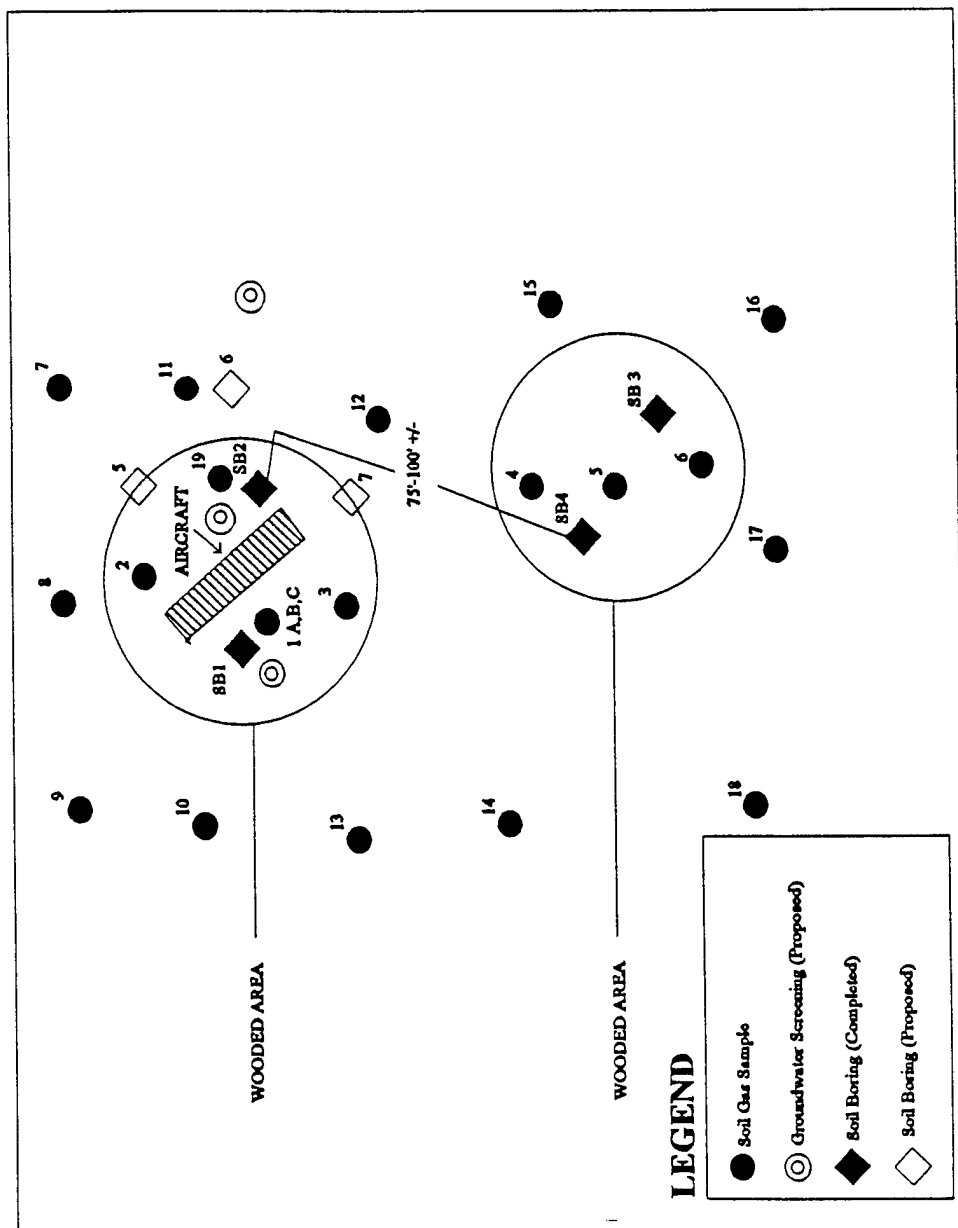 7
8
9
5
2
11
6
10
19
AIRCRAFT
SB2
SB1
1 A,B,C
7
3
12
13
75'-100' +/-
15
4
14
SB4
5
SB 3
6
16
17
18
WOODED AREA
WOODED AREA
LEGEND
Soil Gas Sample
Groundwater Screening (Proposed)
Soil Boring (Completed)
Soil Boring (Proposed)